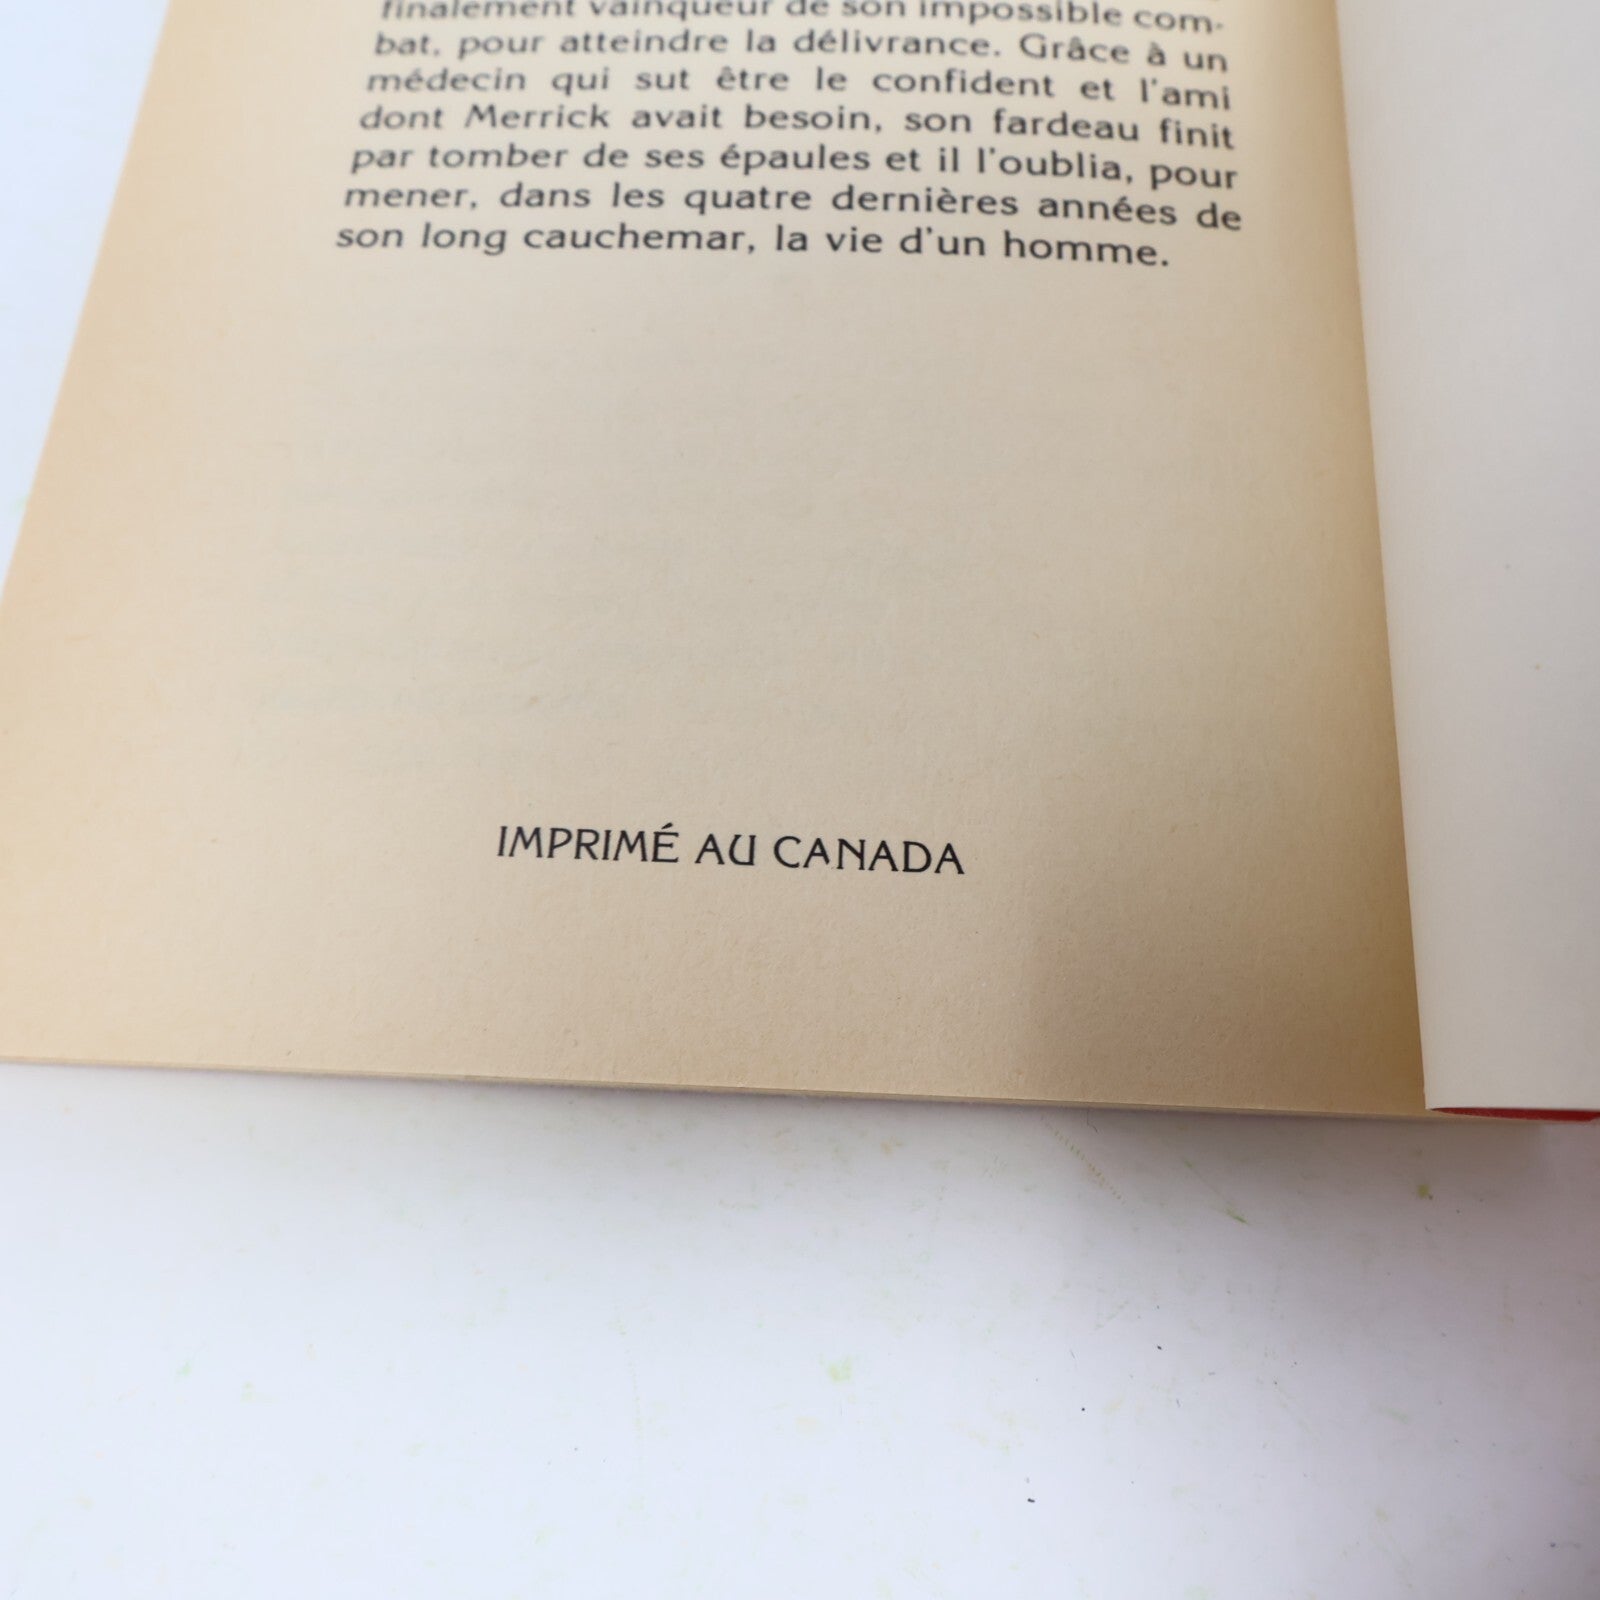 finalement vainqueur de son impossible com-
bat, pour atteindre la délivrance. Grâce à un
médecin qui sut être le confident et l'ami
dont Merrick avait besoin, son fardeau finit
par tomber de ses épaules et il l'oublia, pour
mener, dans les quatre dernières années de
son long cauchemar, la vie d'un homme.
IMPRIMÉ AU CANADA